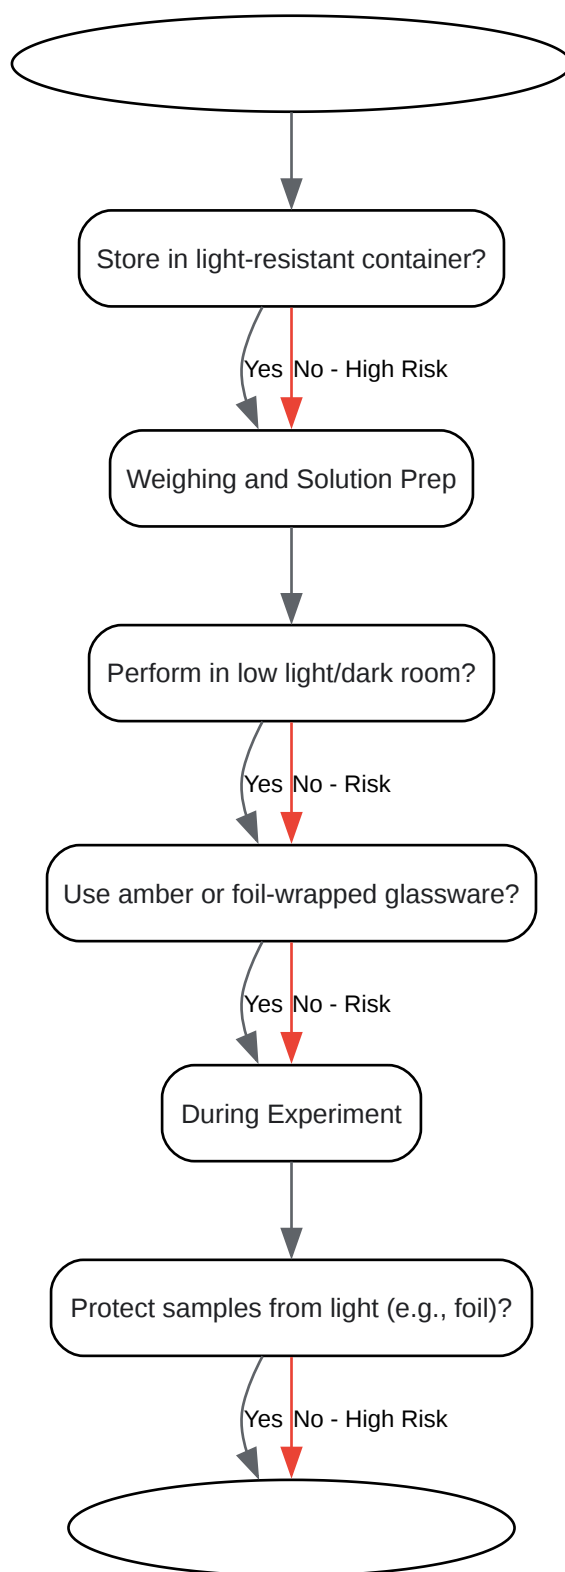 Store in light-resistant container?
Yes No - High Risk
Weighing and Solution Prep
Perform in low light/dark room?
Yes No - Risk
Use amber or foil-wrapped glassware?
Yes No - Risk
During Experiment
Protect samples from light (e.g., foil)?
Yes No - High Risk